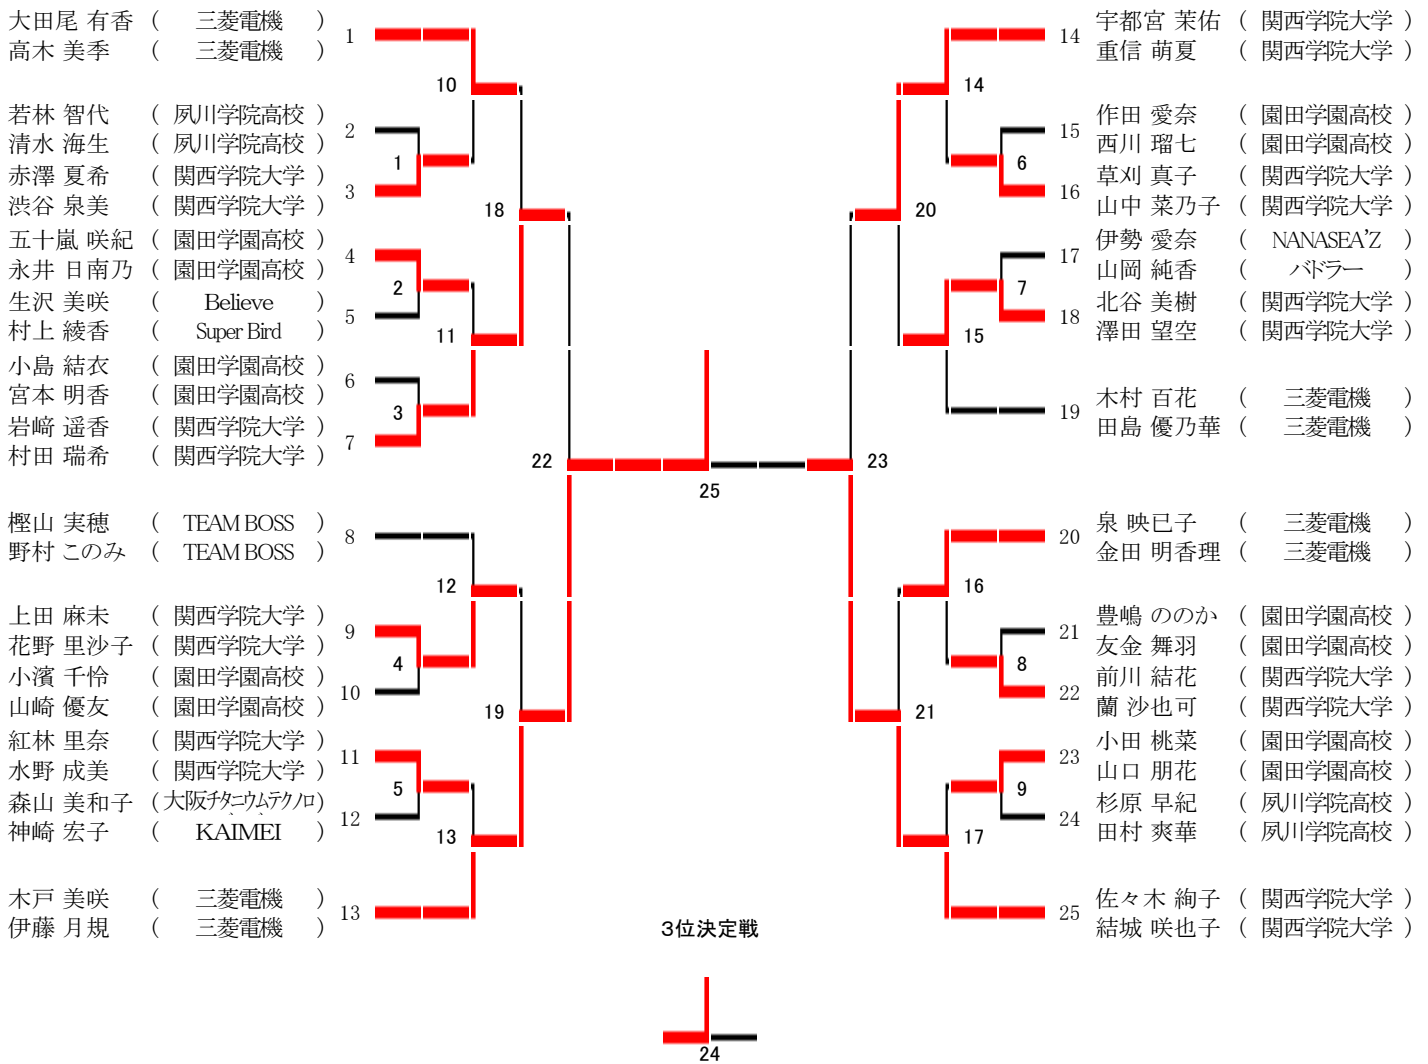 大田尾 有香 ( 三菱電機 )
高木 美季 ( 三菱電機 )
1
若林 智代 ( 夙川学院高校 )
清水 海生 ( 夙川学院高校 )
2
赤澤 夏希 ( 関西学院大学 )
渋谷 泉美 ( 関西学院大学 )
3
五十嵐 咲紀 ( 園田学園高校 )
永井 日南乃 ( 園田学園高校 )
4
生沢 美咲 ( Believe )
村上 綾香 ( Super Bird )
5
小島 結衣 ( 園田学園高校 )
宮本 明香 ( 園田学園高校 )
6
岩﨑 遥香 ( 関西学院大学 )
村田 瑞希 ( 関西学院大学 )
7
樫山 実穂 ( TEAM BOSS )
野村 このみ ( TEAM BOSS )
8
上田 麻未 ( 関西学院大学 )
花野 里沙子 ( 関西学院大学 )
9
小濱 千怜 ( 園田学園高校 )
山崎 優友 ( 園田学園高校 )
10
紅林 里奈 ( 関西学院大学 )
水野 成美 ( 関西学院大学 )
11
森山 美和子 ( 大阪チタニウムテクノロ
神崎 宏子 ( KAIMEI )
12
木戸 美咲 ( 三菱電機 )
伊藤 月規 ( 三菱電機 )
13
10
1
18
2
11
3
22
12
4
19
5
13
25
3位決定戦
24
14
20
6
7
15
23
16
8
21
9
17
14
宇都宮 茉佑 ( 関西学院大学 )
重信 萌夏 ( 関西学院大学 )
15
作田 愛奈 ( 園田学園高校 )
西川 瑠七 ( 園田学園高校 )
16
草刈 真子 ( 関西学院大学 )
山中 菜乃子 ( 関西学院大学 )
17
伊勢 愛奈 ( NANASEA'Z )
山岡 純香 ( バドラー )
18
北谷 美樹 ( 関西学院大学 )
澤田 望空 ( 関西学院大学 )
19
木村 百花 ( 三菱電機 )
田島 優乃華 ( 三菱電機 )
20
泉 映已子 ( 三菱電機 )
金田 明香理 ( 三菱電機 )
21
豊嶋 ののか ( 園田学園高校 )
友金 舞羽 ( 園田学園高校 )
22
前川 結花 ( 関西学院大学 )
蘭 沙也可 ( 関西学院大学 )
23
小田 桃菜 ( 園田学園高校 )
山口 朋花 ( 園田学園高校 )
24
杉原 早紀 ( 夙川学院高校 )
田村 爽華 ( 夙川学院高校 )
25
佐々木 絢子 ( 関西学院大学 )
結城 咲也子 ( 関西学院大学 )